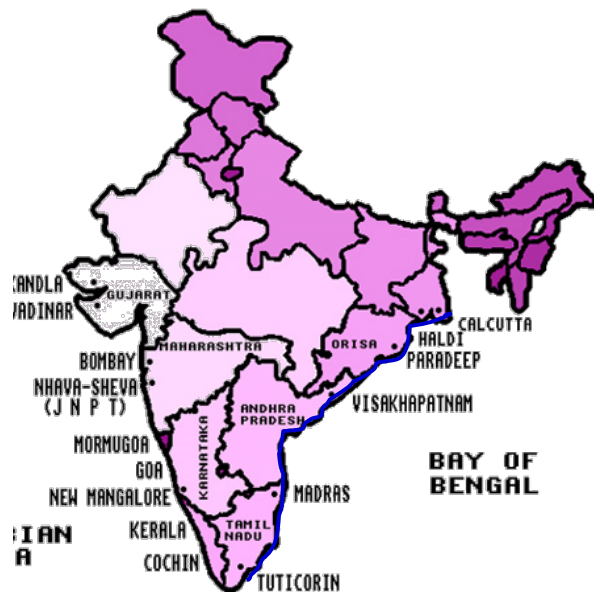 KANDLA
VADINAR
GUJARAT
CALCUTTA
HALDI
PARADEEP
ORISA
MAHARASHTRA
BOMBAY
NHAVA-SHEVA
(J N P T)
VISAKHAPATNAM
ANDHRA
PRADESH
KARNATAKA
MORMUGOA
GOA
BAY OF
BENGAL
NEW MANGALORE
MADRAS
KERALA
TAMIL
NADU
COCHIN
TUTICORIN
IAN
A